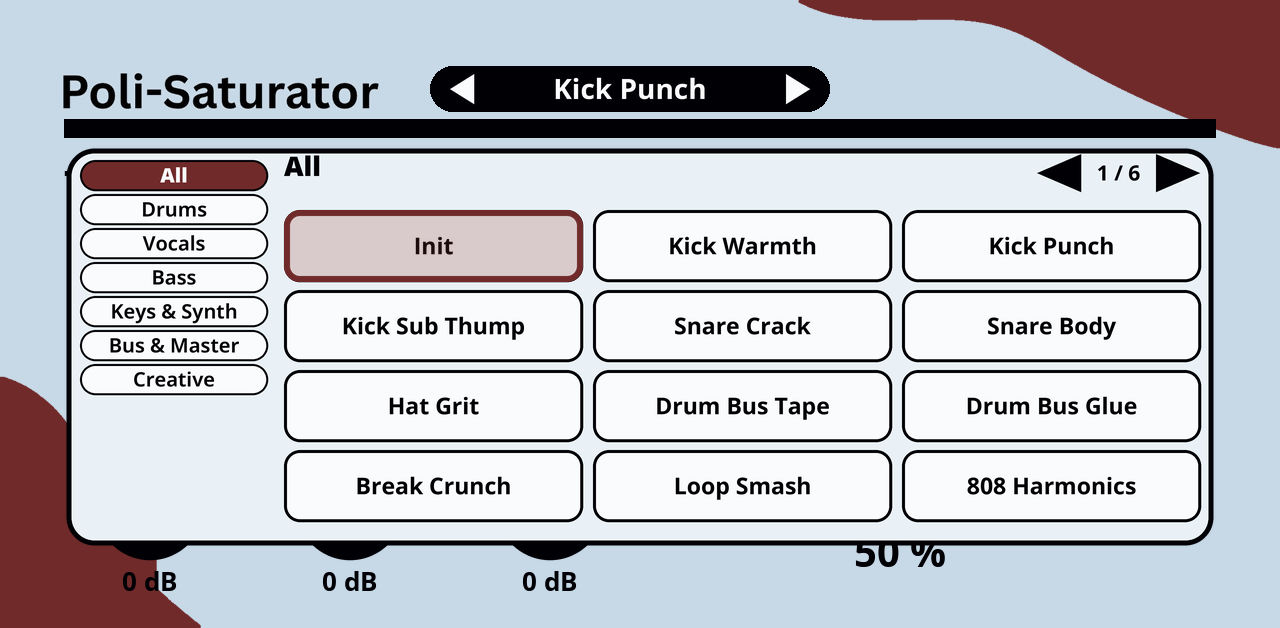 Poli-Saturator
Kick Punch
All
Drums
Vocals
Bass
Keys & Synth
Bus & Master
Creative
All
1 / 6
Init
Kick Warmth
Kick Punch
Kick Sub Thump
Snare Crack
Snare Body
Hat Grit
Drum Bus Tape
Drum Bus Glue
Break Crunch
Loop Smash
808 Harmonics
0 dB
0 dB
0 dB
50 %